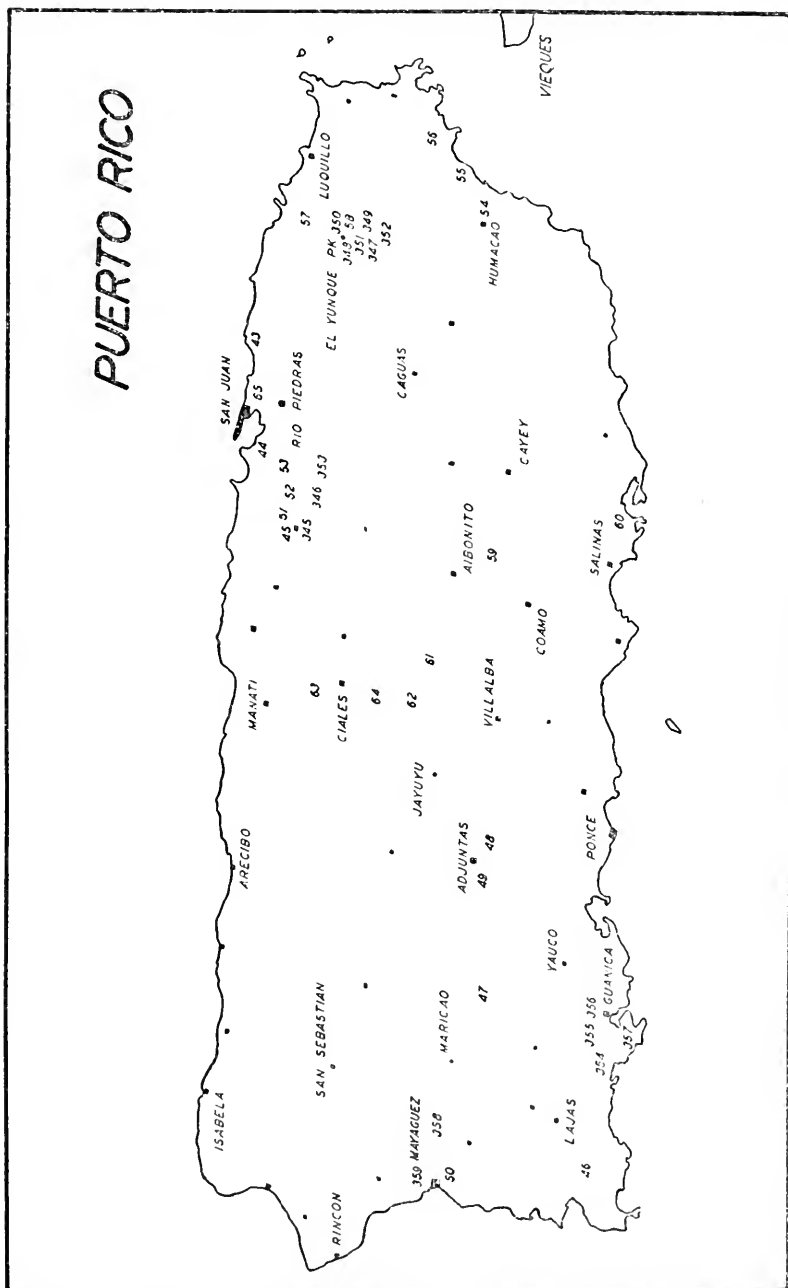 PUERTO RICO
ISABELA
ARECIBO
MANATI
SAN JUAN
44
65
43
45 51 52 53
RIO PIEDRAS
345
346 353
57
LUQUILLO
EL YUNQUE PK 350
348 58
351 349
347
352
RINCON
SAN SEBASTIAN
63
CIALES
64
62
61
CAGUAS
JAYUYU
359 MAYAGUEZ
358
50
MARICAO
47
ADJUNTAS
49
48
VILLALBA
AIBONITO
59
CAYEY
56
55
54
HUMACAO
VIEQUES
COAMO
LAJAS
46
YAUCO
354
355 356
357
GUANICA
PONCE
SALINAS
60